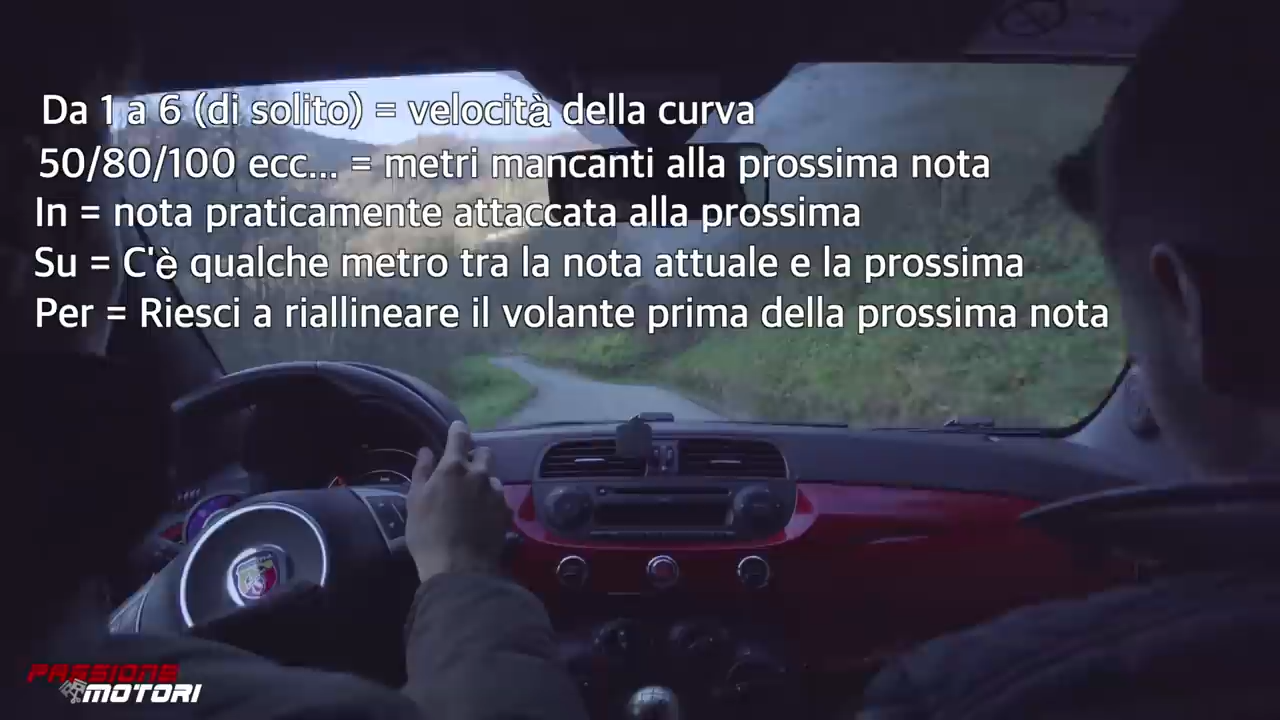 Da 1 a 6 (di solito) = velocità della curva
50/80/100 ecc... = metri mancanti alla prossima nota
In = nota praticamente attaccata alla prossima
Su = C'è qualche metro tra la nota attuale e la prossima
Per = Riesci a riallineare il volante prima della prossima nota
PASSIONE
MOTORI